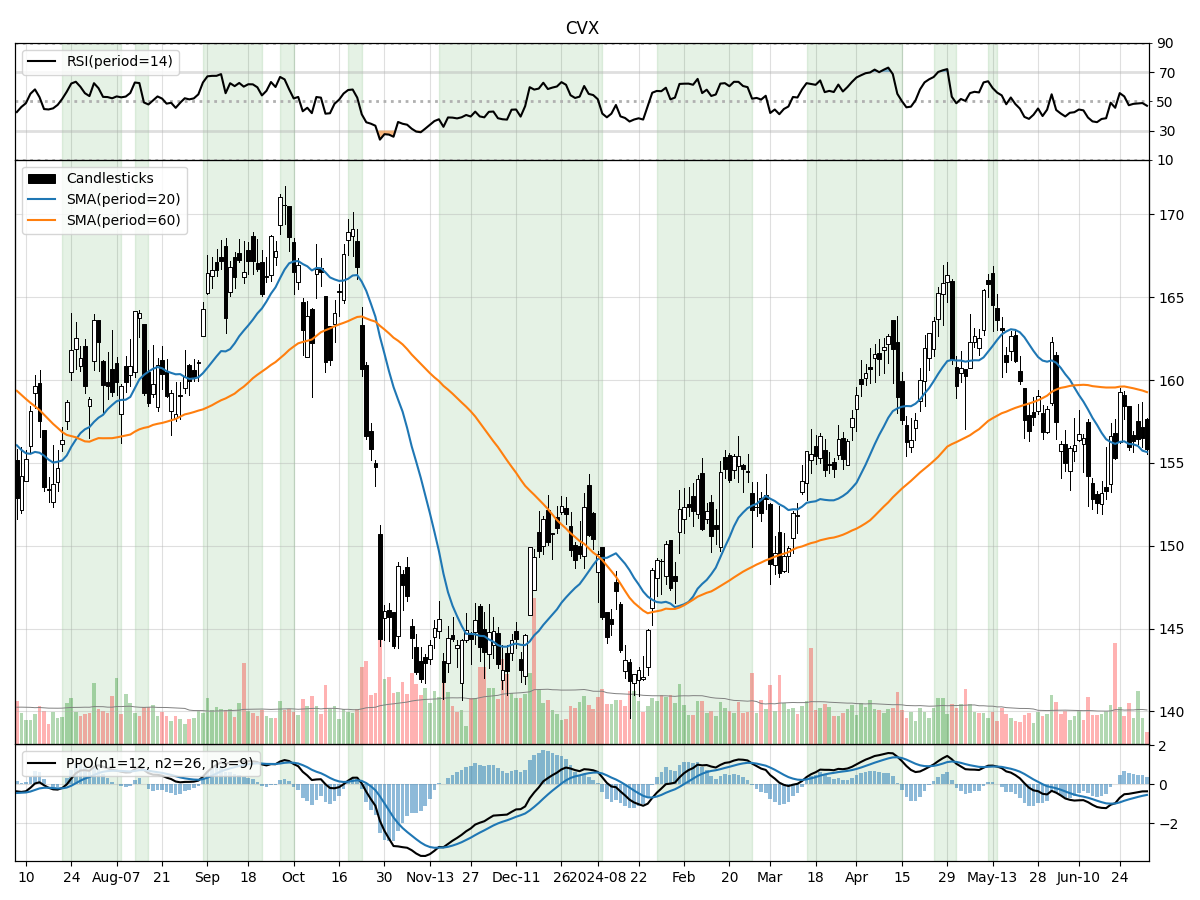 CVX
RSI(period=14)
90
70
50
30
10
Candlesticks
SMA(period=20)
SMA(period=60)
170
165
160
155
150
145
140
PPO(n1=12, n2=26, n3=9)
2
0
−2
10 24 Aug-07 21 Sep 18 Oct 16 30 Nov-13 27 Dec-11 26 2024-08 22 Feb 20 Mar 18 Apr 15 29 May-13 28 Jun-10 24